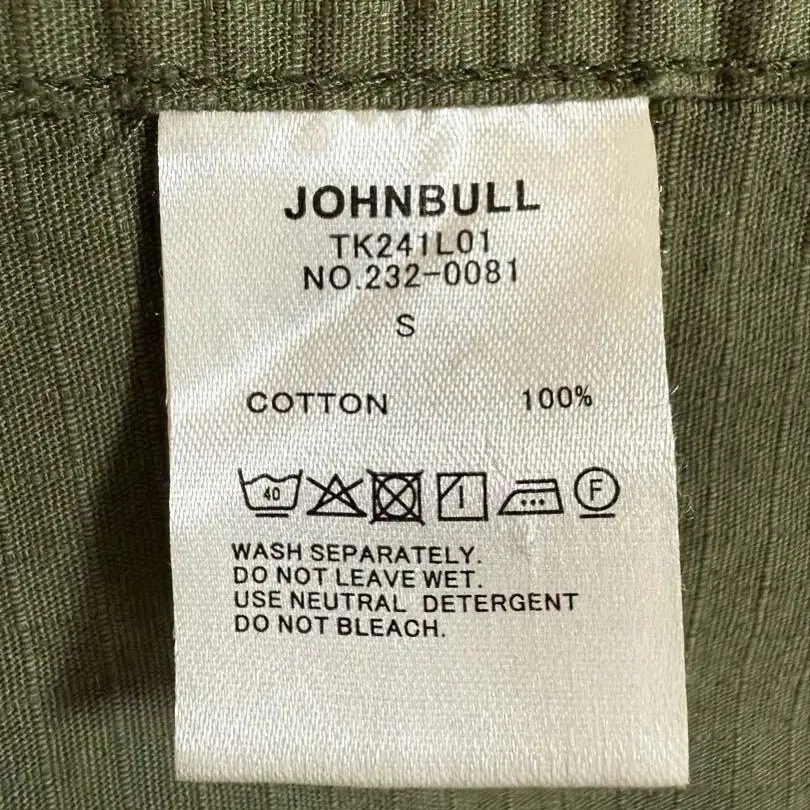 JOHNBULL
TK241L01
NO.232-0081
S
COTTON 100%
40 F
WASH SEPARATELY.
DO NOT LEAVE WET.
USE NEUTRAL DETERGENT
DO NOT BLEACH.